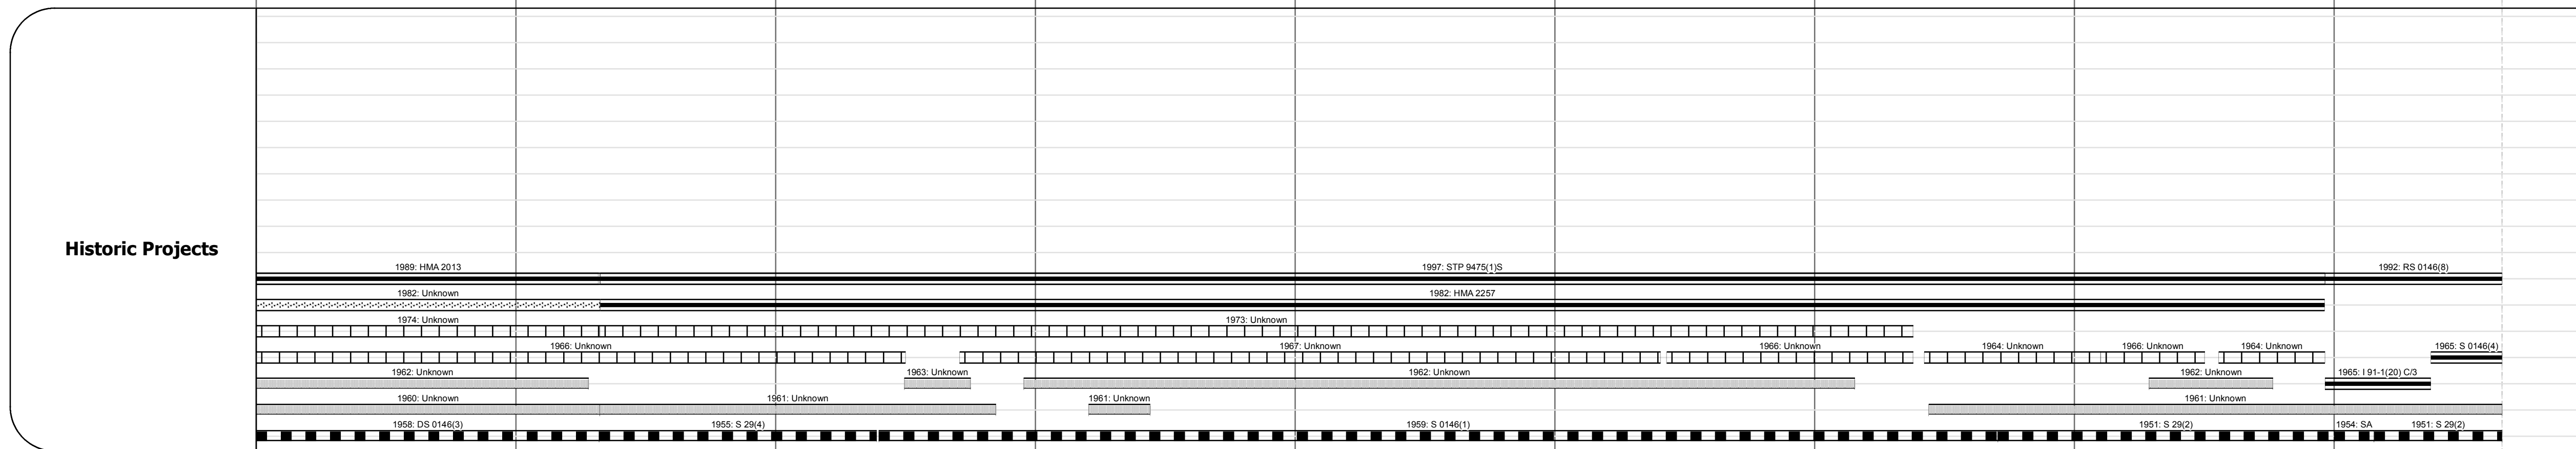 1989: HMA 2013
1997: STP 9475(1)S
1992: RS 0146(8)
1982: Unknown
1982: HMA 2257
1974: Unknown
1973: Unknown
1966: Unknown
1967: Unknown
1966: Unknown
1964: Unknown
1966: Unknown
1964: Unknown
1965: S 0146(4)
1962: Unknown
1963: Unknown
1962: Unknown
1962: Unknown
1965: I 91-1(20) C/3
1960: Unknown
1961: Unknown
1961: Unknown
1961: Unknown
1958: DS 0146(3)
1955: S 29(4)
1959: S 0146(1)
1951: S 29(2)
1954: SA
1951: S 29(2)
Historic Projects